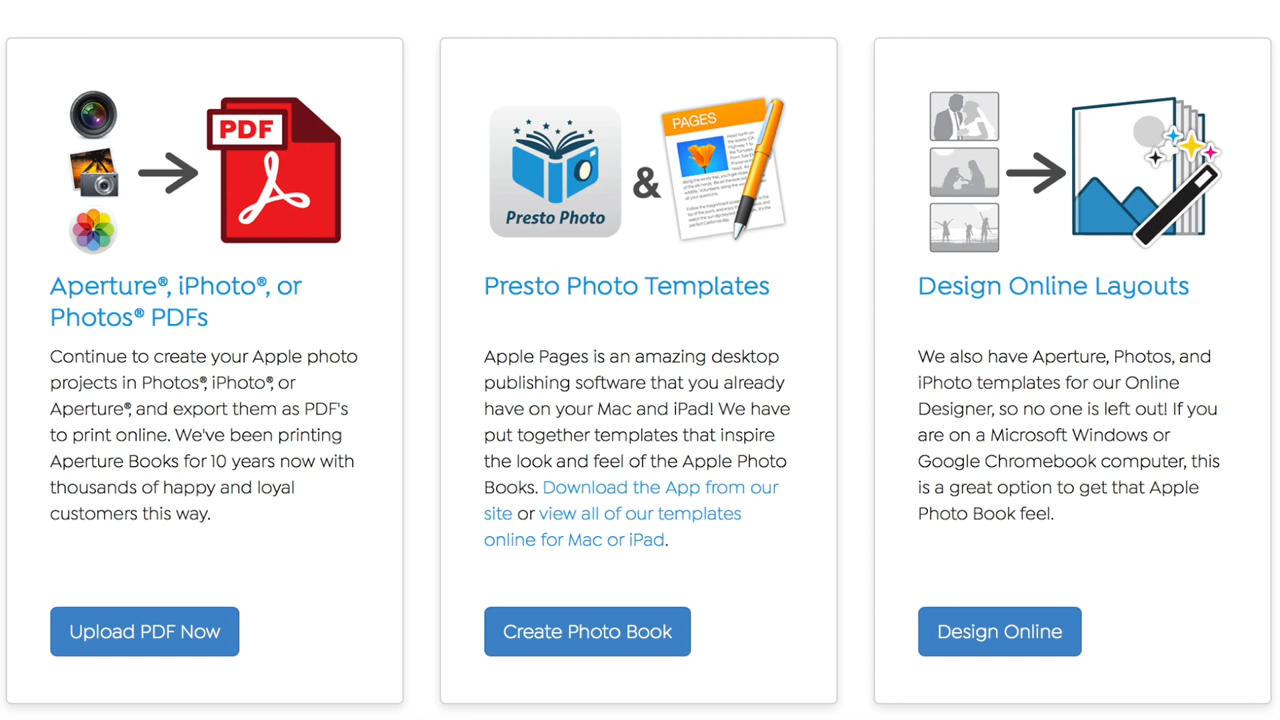 PDF
Presto Photo
&
PAGES
Aperture®, iPhoto®, or
Photos® PDFs
Continue to create your Apple photo
projects in Photos®, iPhoto®, or
Aperture®, and export them as PDF's
to print online. We've been printing
Aperture Books for 10 years now with
thousands of happy and loyal
customers this way.
Upload PDF Now
Presto Photo Templates
Apple Pages is an amazing desktop
publishing software that you already
have on your Mac and iPad! We have
put together templates that inspire
the look and feel of the Apple Photo
Books. Download the App from our
site or view all of our templates
online for Mac or iPad.
Create Photo Book
Design Online Layouts
We also have Aperture, Photos, and
iPhoto templates for our Online
Designer, so no one is left out! If you
are on a Microsoft Windows or
Google Chromebook computer, this
is a great option to get that Apple
Photo Book feel.
Design Online